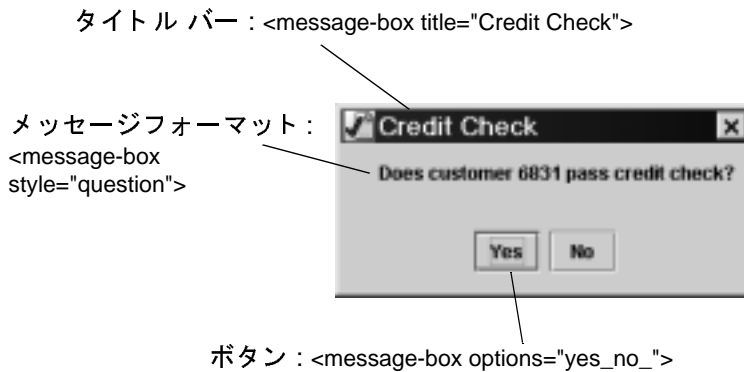 タイトル バー : <message-box title="Credit Check">
メッセージフォーマット :
<message-box
style="question">
Credit Check
Does customer 6831 pass credit check?
Yes No
ボタン : <message-box options="yes_no_">